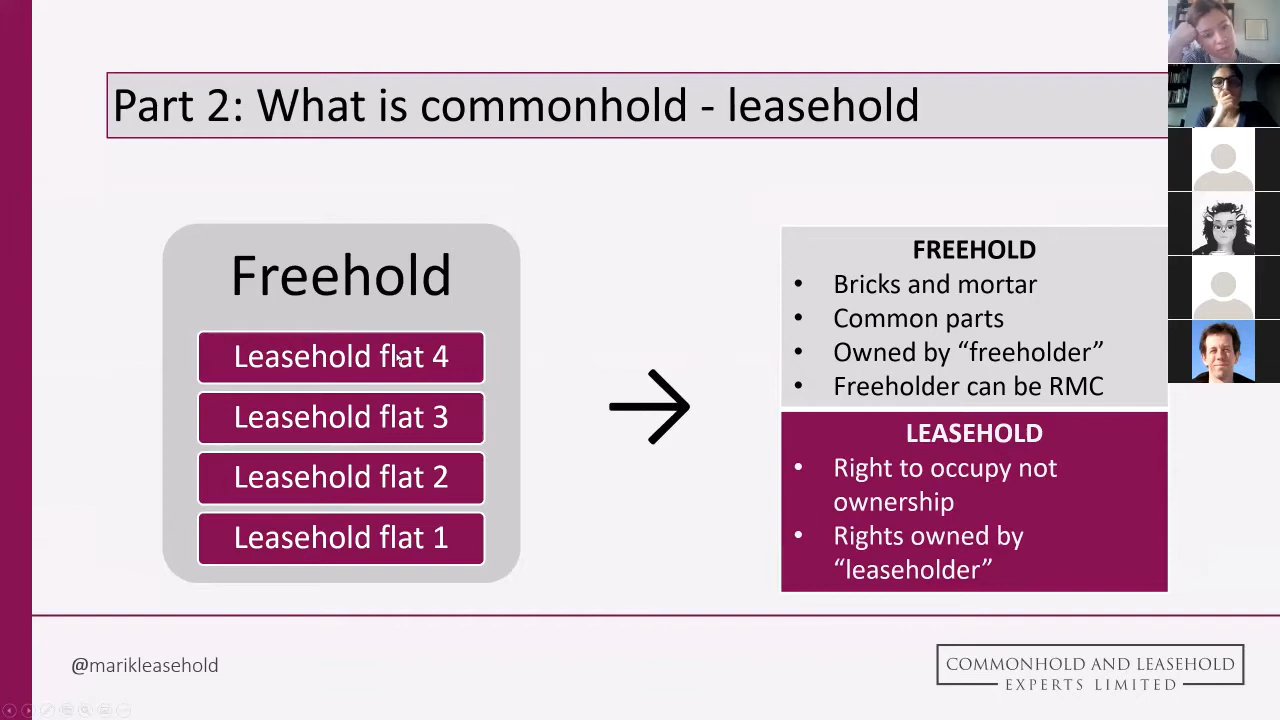 Part 2: What is commonhold - leasehold
Freehold
Leasehold flat 4
Leasehold flat 3
Leasehold flat 2
Leasehold flat 1
FREEHOLD
• Bricks and mortar
• Common parts
• Owned by “freeholder”
• Freeholder can be RMC
LEASEHOLD
• Right to occupy not
ownership
• Rights owned by
“leaseholder”
@marikleasehold
COMMONHOLD AND LEASEHOLD
EXPERTS LIMITED